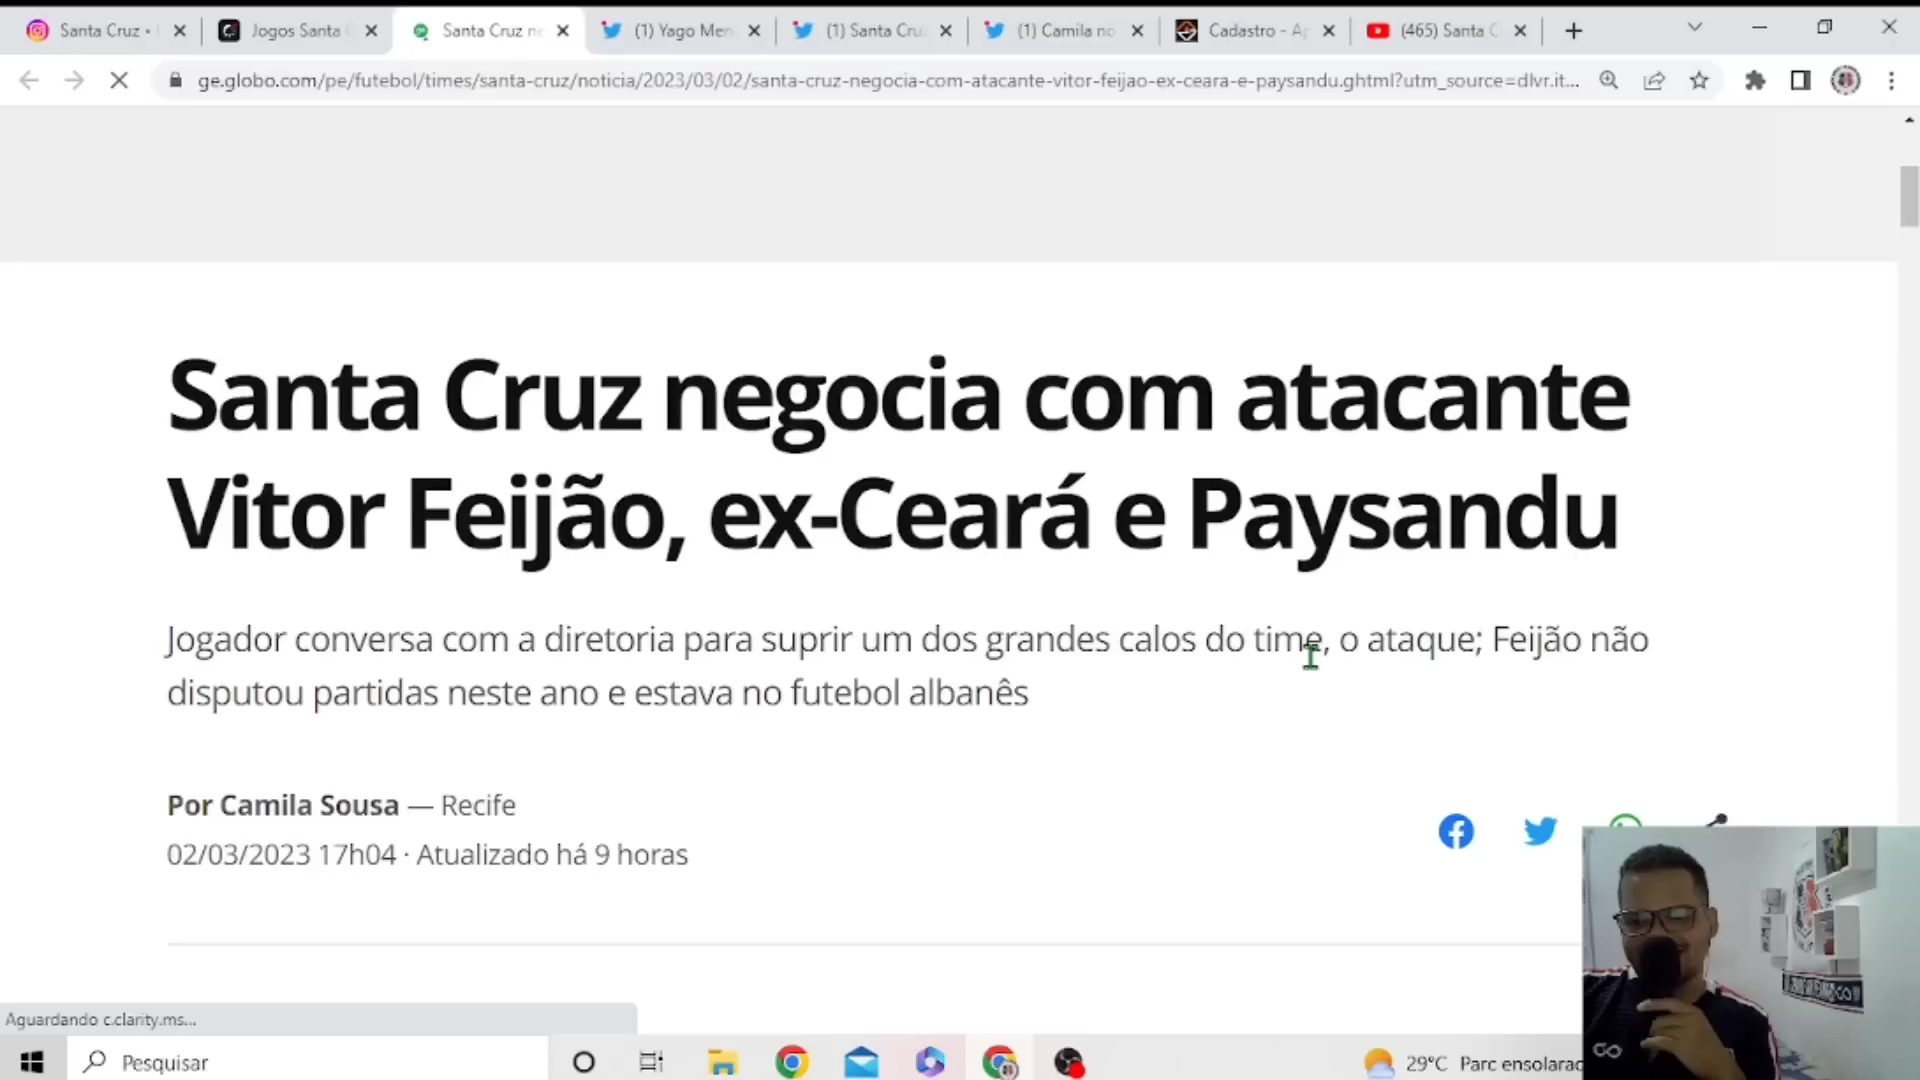 Santa Cruz •
Jogos Santa
Santa Cruz ne
(1) Yago Men
(1) Santa Cru
(1) Camila no
Cadastro - Ap
(465) Santa C
ge.globo.com/pe/futebol/times/santa-cruz/noticia/2023/03/02/santa-cruz-negocia-com-atacante-vitor-feijao-ex-ceara-e-paysandu.ghtml?utm_source=dlvr.it...
Santa Cruz negocia com atacante
Vitor Feijão, ex-Ceará e Paysandu
Jogador conversa com a diretoria para suprir um dos grandes calos do time, o ataque; Feijão não
disputou partidas neste ano e estava no futebol albanês
Por Camila Sousa — Recife
02/03/2023 17h04 · Atualizado há 9 horas
Aguardando c.clarity.ms...
Pesquisar
29°C Parc ensolarad